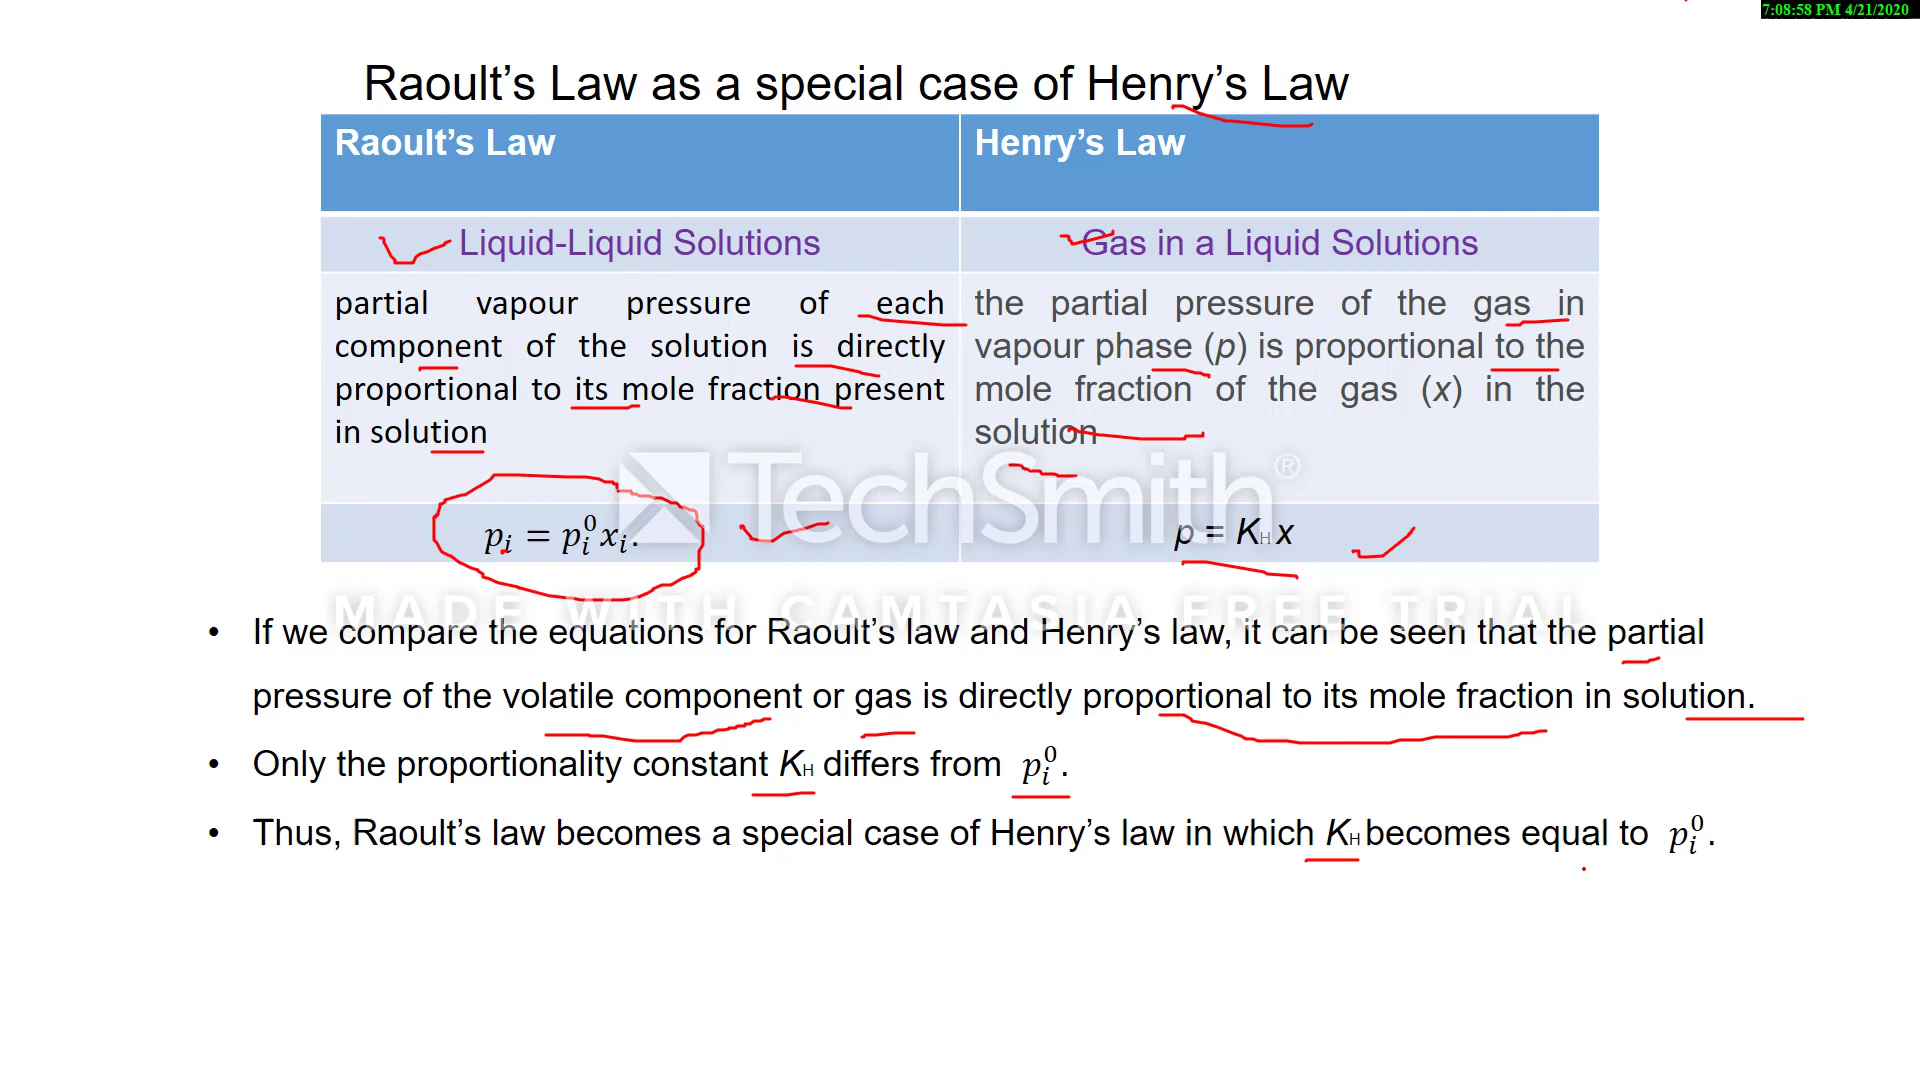 7:08:58 PM 4/21/2020
Raoult’s Law as a special case of Henry’s Law
Raoult’s Law
Henry’s Law
Liquid-Liquid Solutions
Gas in a Liquid Solutions
partial vapour pressure of each
component of the solution is directly
proportional to its mole fraction present
in solution
the partial pressure of the gas in
vapour phase (p) is proportional to the
mole fraction of the gas (x) in the
solution
TechSmith®
pᵢ = pᵢ⁰ xᵢ.
p = K_H x
MADE WITH CAMTASIA FREE TRIAL
• If we compare the equations for Raoult’s law and Henry’s law, it can be seen that the partial
pressure of the volatile component or gas is directly proportional to its mole fraction in solution.
• Only the proportionality constant K_H differs from pᵢ⁰.
• Thus, Raoult’s law becomes a special case of Henry’s law in which K_H becomes equal to pᵢ⁰.